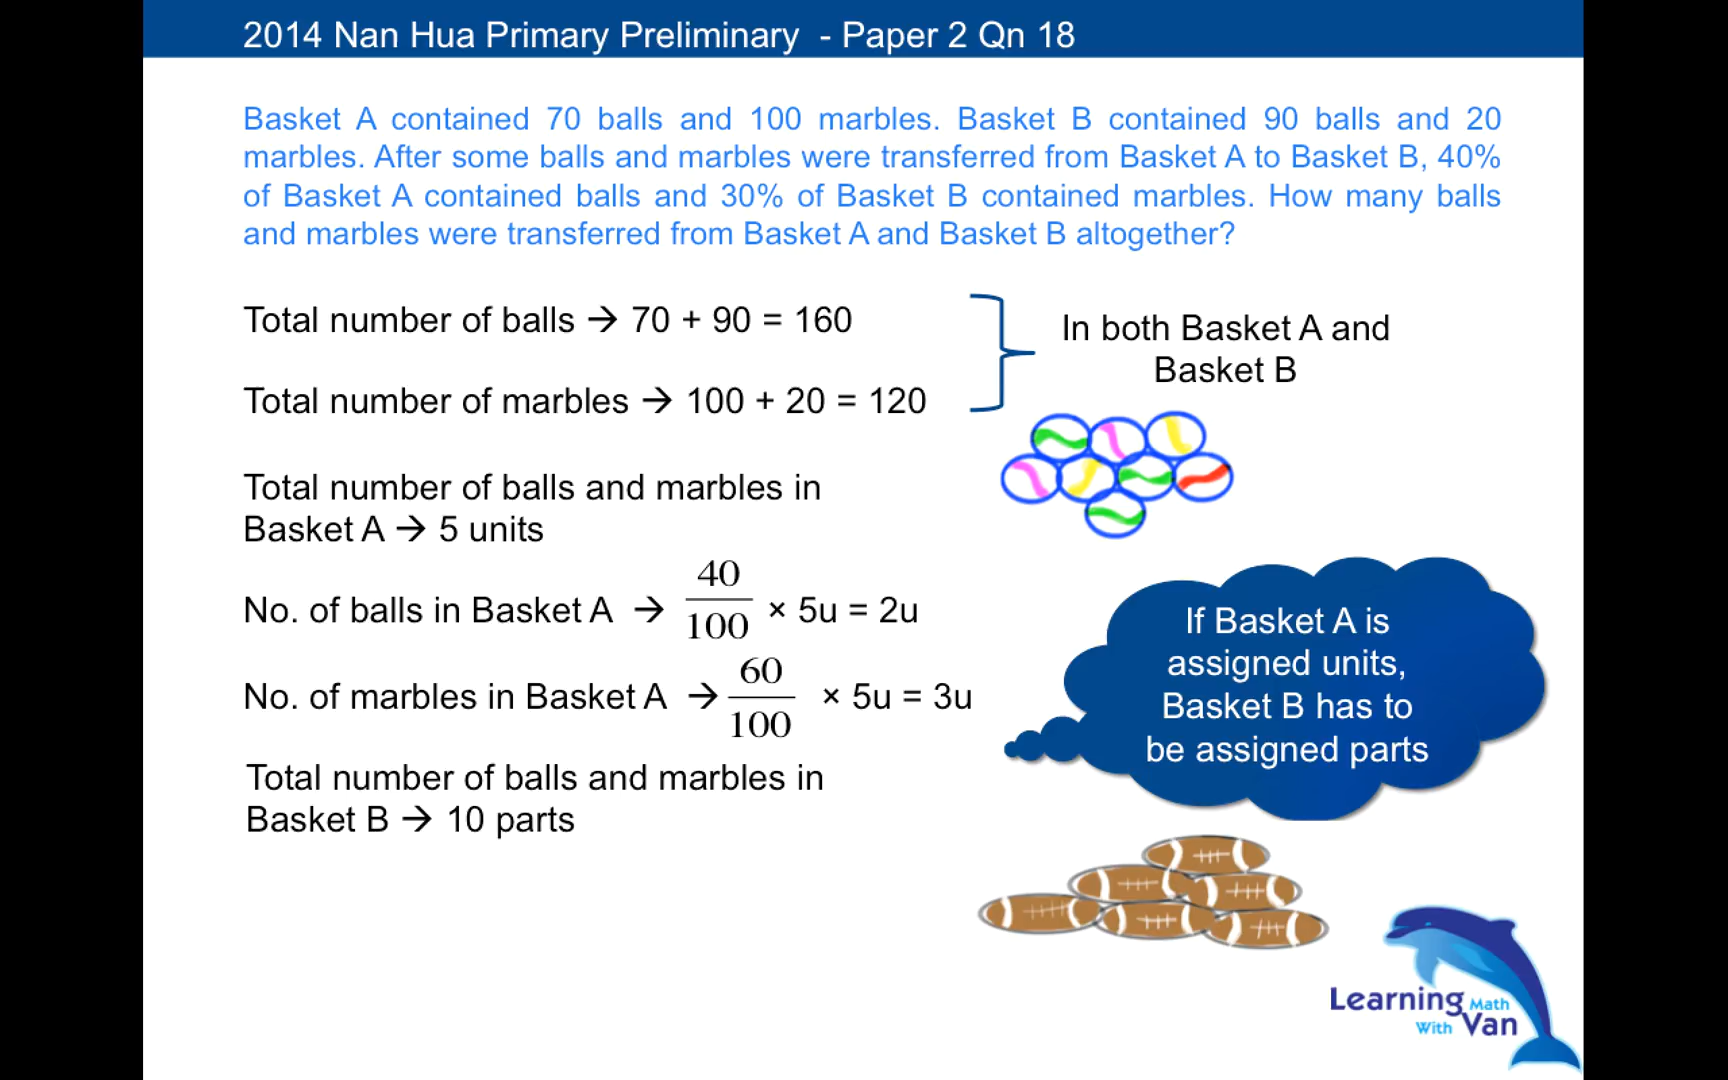 2014 Nan Hua Primary Preliminary - Paper 2 Qn 18
Basket A contained 70 balls and 100 marbles. Basket B contained 90 balls and 20
marbles. After some balls and marbles were transferred from Basket A to Basket B, 40%
of Basket A contained balls and 30% of Basket B contained marbles. How many balls
and marbles were transferred from Basket A and Basket B altogether?
Total number of balls → 70 + 90 = 160
Total number of marbles → 100 + 20 = 120
In both Basket A and
Basket B
Total number of balls and marbles in
Basket A → 5 units
No. of balls in Basket A → 40/100 × 5u = 2u
No. of marbles in Basket A → 60/100 × 5u = 3u
If Basket A is
assigned units,
Basket B has to
be assigned parts
Total number of balls and marbles in
Basket B → 10 parts
Learning Math
With Van